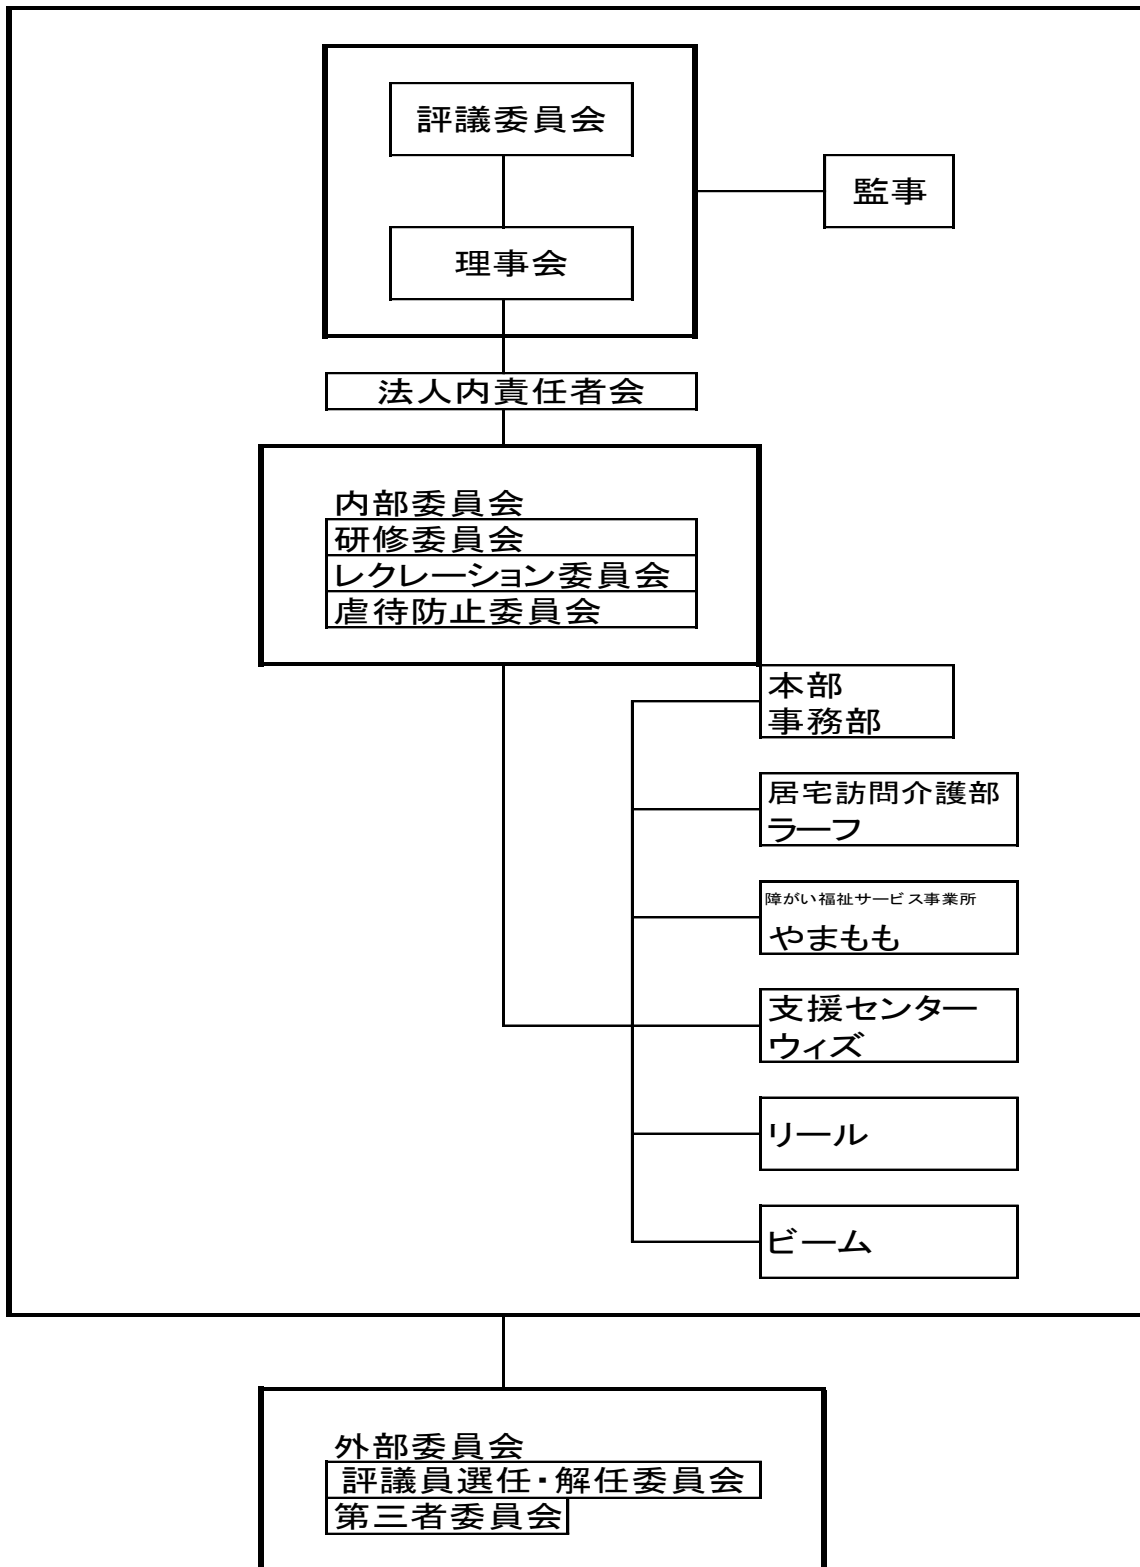 評議委員会
監事
理事会
法人内責任者会
内部委員会
研修委員会
レクレーション委員会
虐待防止委員会
本部
事務部
居宅訪問介護部
ラーフ
障がい福祉サービス事業所
やまもも
支援センター
ウィズ
リール
ビーム
外部委員会
評議員選任・解任委員会
第三者委員会